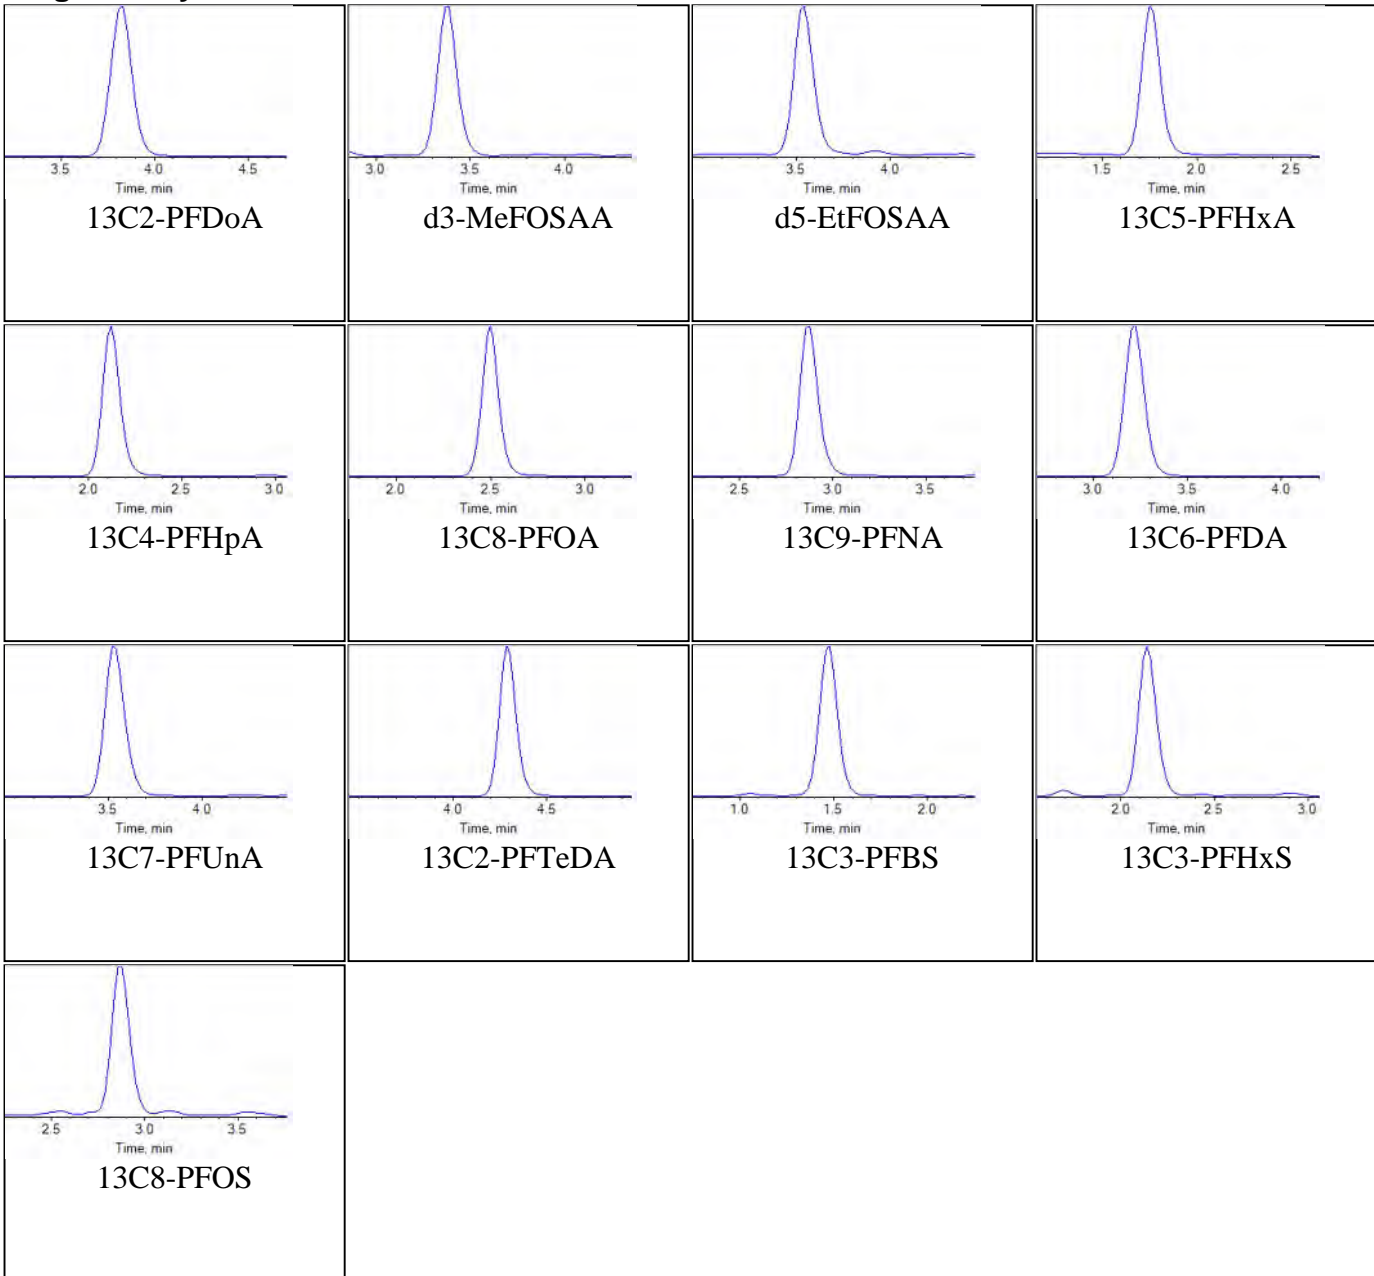 3.5 4.0 4.5
Time, min
13C2-PFDoA
3.0 3.5 4.0
Time, min
d3-MeFOSAA
3.5 4.0
Time, min
d5-EtFOSAA
1.5 2.0 2.5
Time, min
13C5-PFHxA
2.0 2.5 3.0
Time, min
13C4-PFHpA
2.0 2.5 3.0
Time, min
13C8-PFOA
2.5 3.0 3.5
Time, min
13C9-PFNA
3.0 3.5 4.0
Time, min
13C6-PFDA
3.5 4.0
Time, min
13C7-PFUnA
4.0 4.5
Time, min
13C2-PFTeDA
1.0 1.5 2.0
Time, min
13C3-PFBS
2.0 2.5 3.0
Time, min
13C3-PFHxS
2.5 3.0 3.5
Time, min
13C8-PFOS